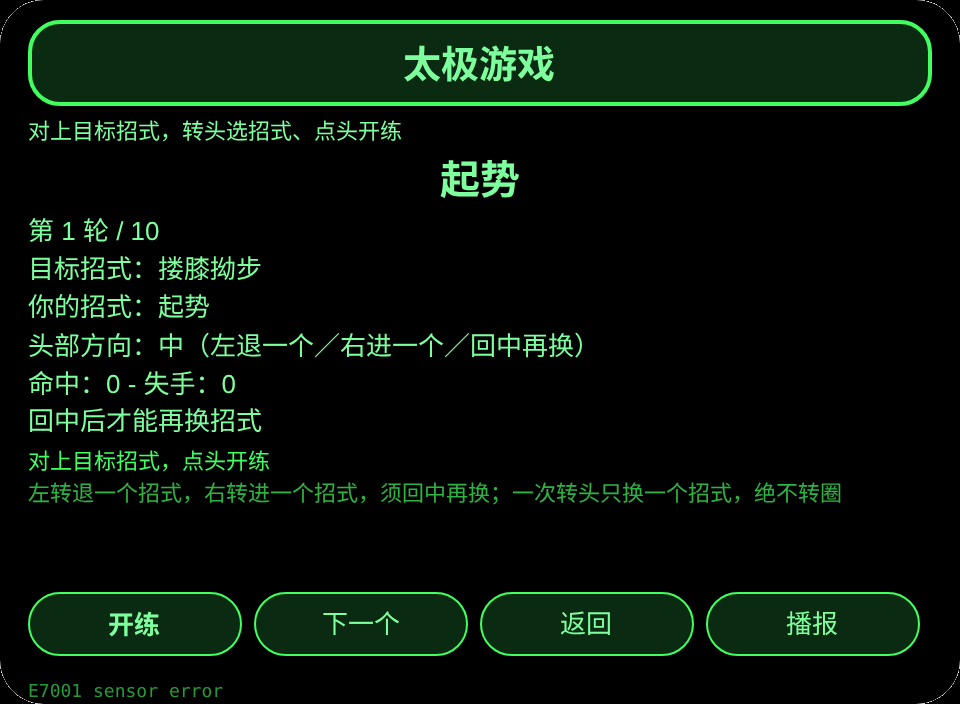 太极游戏
对上目标招式，转头选招式、点头开练
起势
第 1 轮 / 10
目标招式：搂膝拗步
你的招式：起势
头部方向：中（左退一个／右进一个／回中再换）
命中：0 - 失手：0
回中后才能再换招式
对上目标招式，点头开练
左转退一个招式，右转进一个招式，须回中再换；一次转头只换一个招式，绝不转圈
开练
下一个
返回
播报
E7001 sensor error